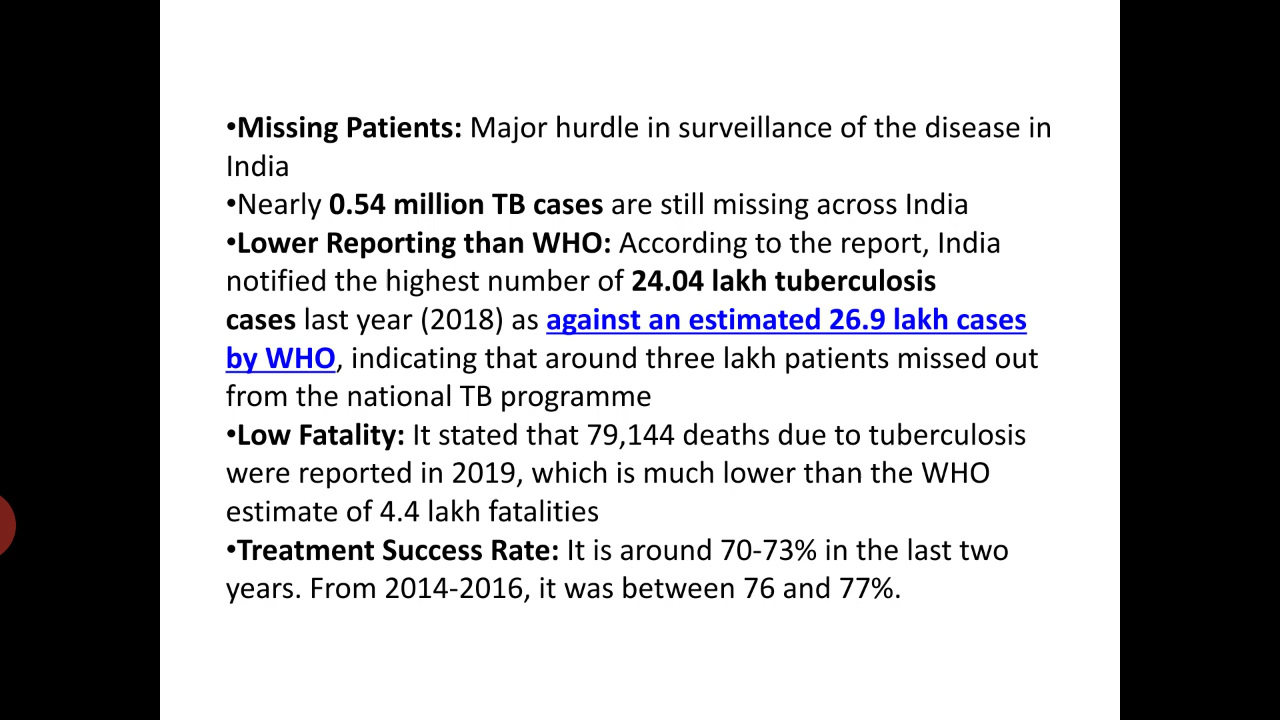 •Missing Patients: Major hurdle in surveillance of the disease in
India
•Nearly 0.54 million TB cases are still missing across India
•Lower Reporting than WHO: According to the report, India
notified the highest number of 24.04 lakh tuberculosis
cases last year (2018) as against an estimated 26.9 lakh cases
by WHO, indicating that around three lakh patients missed out
from the national TB programme
•Low Fatality: It stated that 79,144 deaths due to tuberculosis
were reported in 2019, which is much lower than the WHO
estimate of 4.4 lakh fatalities
•Treatment Success Rate: It is around 70-73% in the last two
years. From 2014-2016, it was between 76 and 77%.